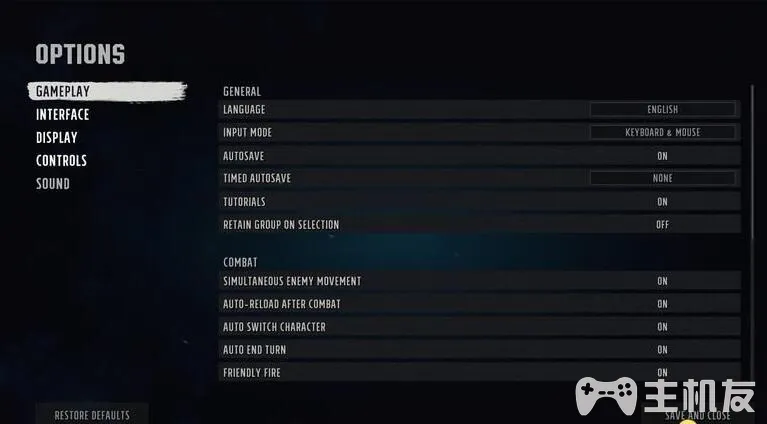 OPTIONS
GAMEPLAY
INTERFACE
DISPLAY
CONTROLS
SOUND
GENERAL
LANGUAGE ENGLISH
INPUT MODE KEYBOARD & MOUSE
AUTOSAVE ON
TIMED AUTOSAVE NONE
TUTORIALS ON
RETAIN GROUP ON SELECTION OFF
COMBAT
SIMULTANEOUS ENEMY MOVEMENT ON
AUTO-RELOAD AFTER COMBAT ON
AUTO SWITCH CHARACTER ON
AUTO END TURN ON
FRIENDLY FIRE ON
RESTORE DEFAULTS
SAVE AND CLOSE
主机友